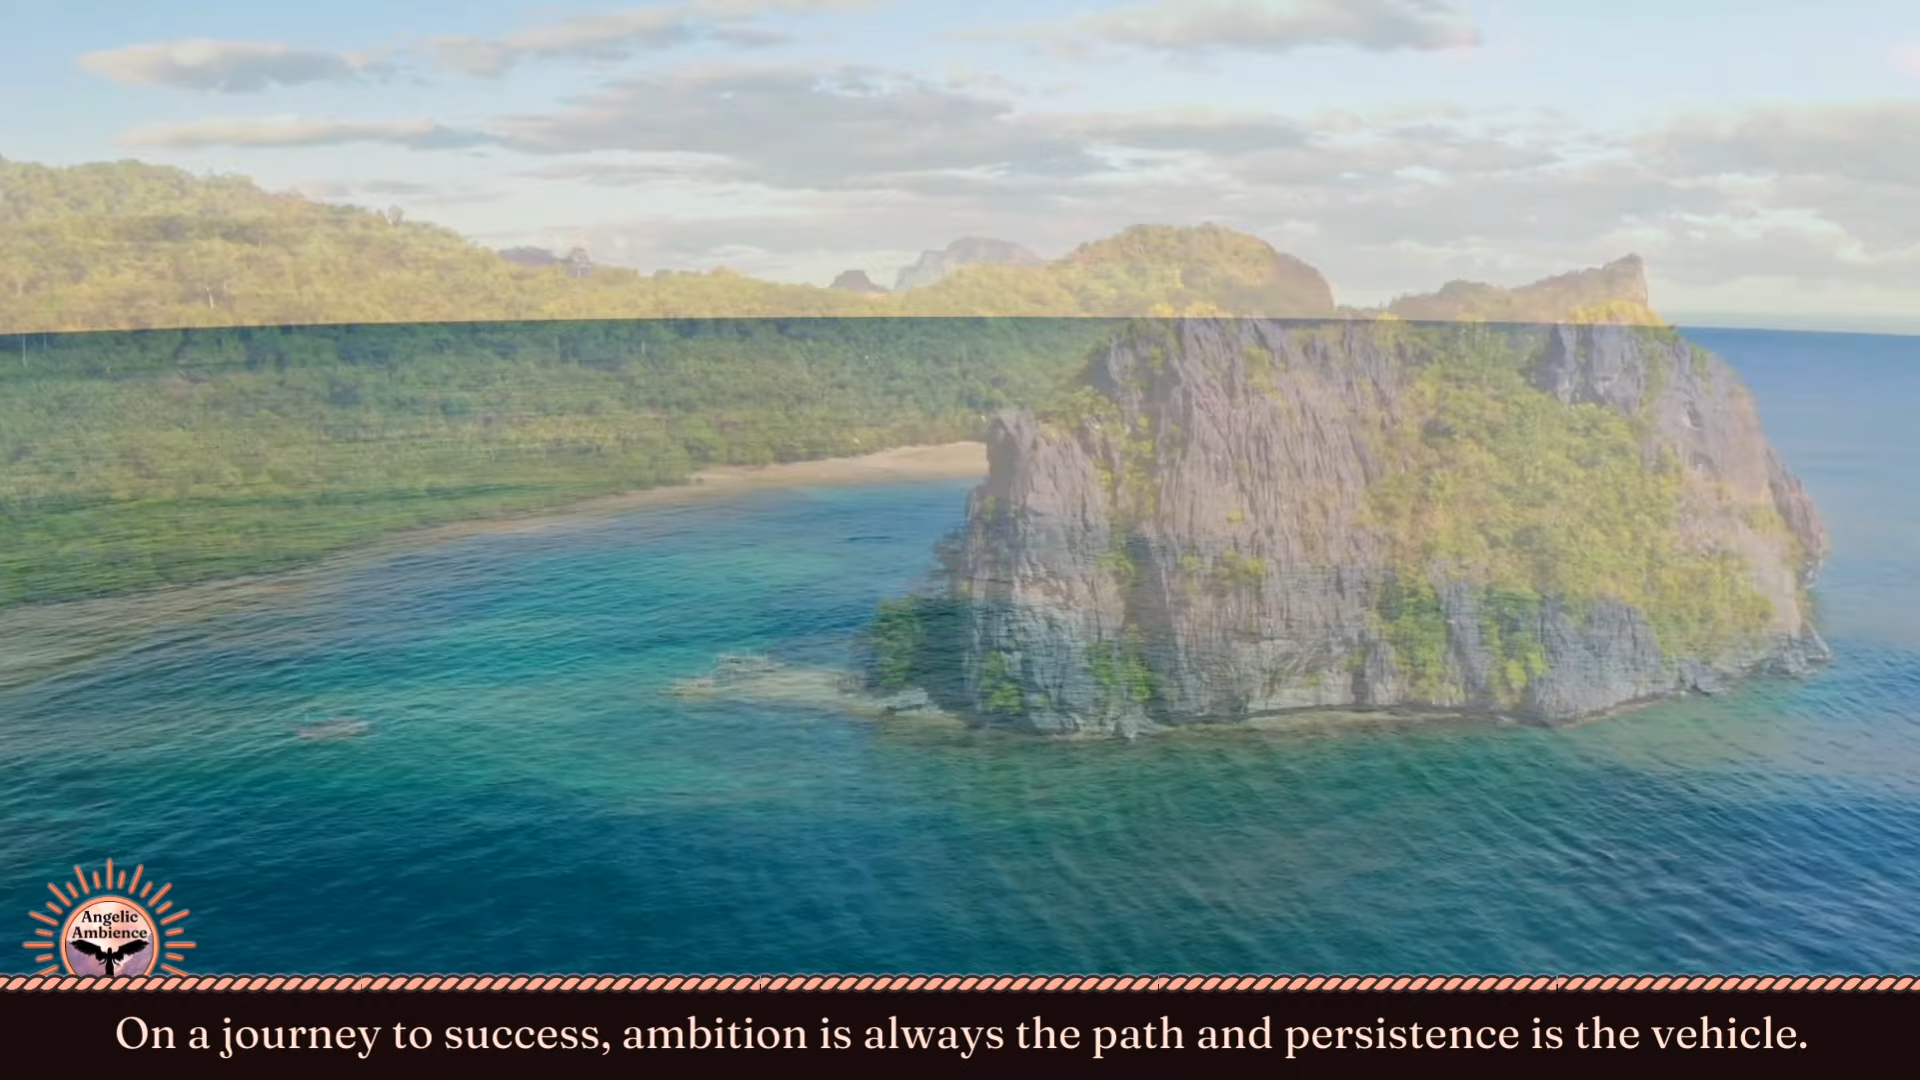 Angelic
Ambience
On a journey to success, ambition is always the path and persistence is the vehicle.